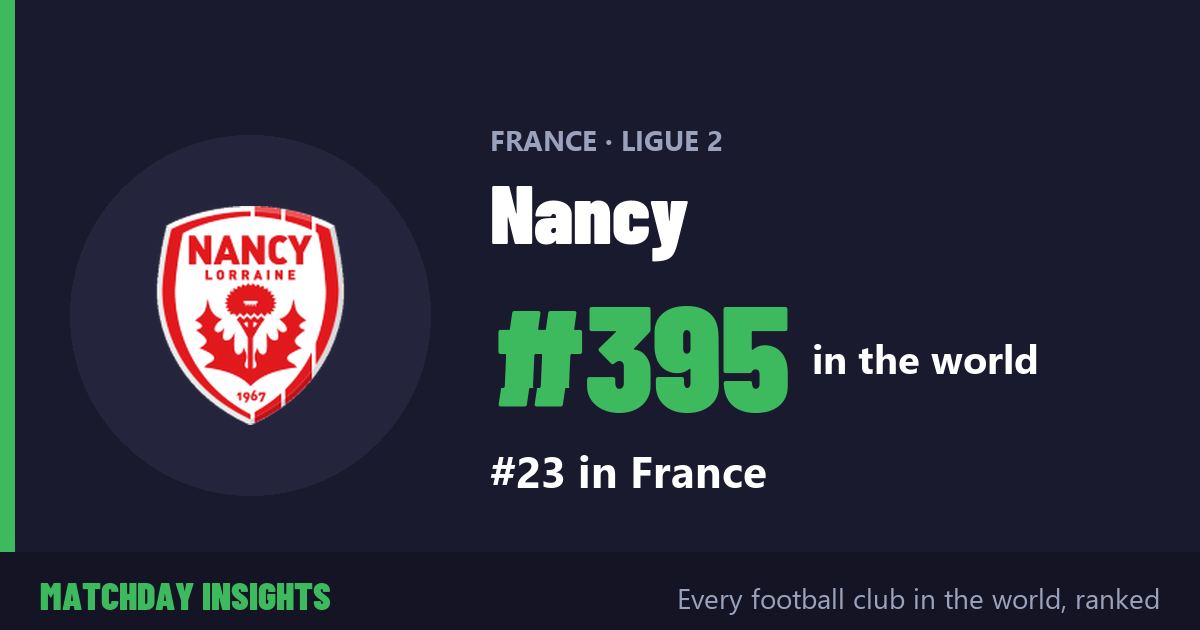 FRANCE · LIGUE 2
Nancy
NANCY
LORRAINE
1967
#395 in the world
#23 in France
MATCHDAY INSIGHTS
Every football club in the world, ranked